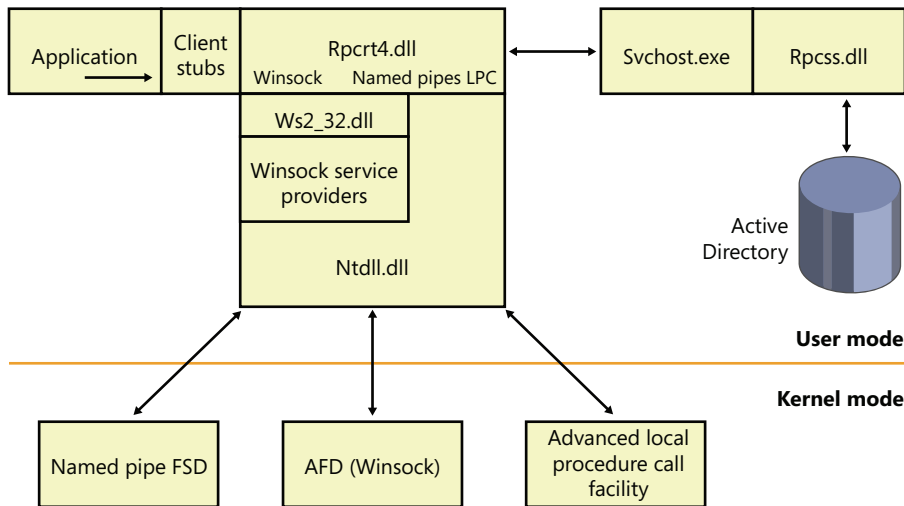 Application
Client
stubs
Rpcrt4.dll
Winsock
Named pipes LPC
Svchost.exe
Rpcss.dll
Ws2_32.dll
Winsock service
providers
Active
Directory
Ntdll.dll
User mode
Kernel mode
Named pipe FSD
AFD (Winsock)
Advanced local
procedure call
facility